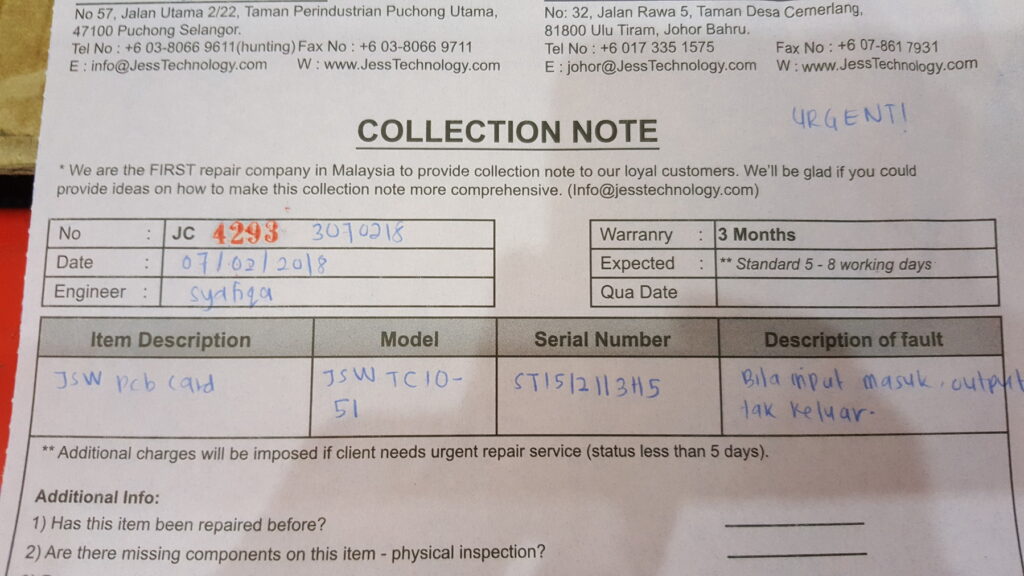 No 57, Jalan Utama 2/22, Taman Perindustrian Puchong Utama,
47100 Puchong Selangor.
Tel No : +6 03-8066 9611(hunting) Fax No : +6 03-8066 9711
E : info@JessTechnology.com W : www.JessTechnology.com
No: 32, Jalan Rawa 5, Taman Desa Cemerlang,
81800 Ulu Tiram, Johor Bahru.
Tel No : +6 017 335 1575 Fax No : +6 07-861 7931
E : johor@JessTechnology.com W : www.JessTechnology.com
URGENT!
COLLECTION NOTE
* We are the FIRST repair company in Malaysia to provide collection note to our loyal customers. We'll be glad if you could
provide ideas on how to make this collection note more comprehensive. (Info@jesstechnology.com)
No : JC 4293 3070218
Date : 07/02/2018
Engineer : syafiqa
Warranry : 3 Months
Expected : ** Standard 5 - 8 working days
Qua Date
Item Description Model Serial Number Description of fault
JSW pcb card JSW TC10- ST1512113H5 Bila input masuk, output
51 tak keluar.
** Additional charges will be imposed if client needs urgent repair service (status less than 5 days).
Additional Info:
1) Has this item been repaired before?
2) Are there missing components on this item - physical inspection?